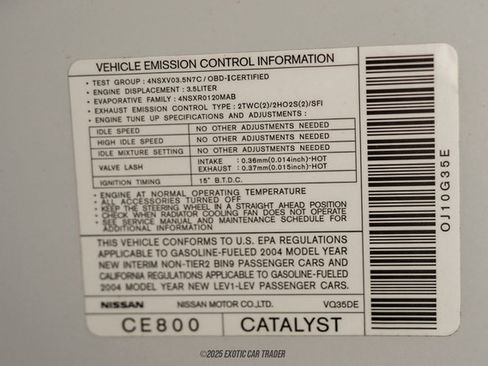 VEHICLE EMISSION CONTROL INFORMATION
• TEST GROUP : 4NSXV03.5N7C / OBD-ⅡCERTIFIED
• ENGINE DISPLACEMENT : 3.5LITER
• EVAPORATIVE FAMILY : 4NSXR0120MAB
• EXHAUST EMISSION CONTROL TYPE : 2TWC(2)/2HO2S(2)/SFI
• ENGINE TUNE UP SPECIFICATIONS AND ADJUSTMENTS :
IDLE SPEED NO OTHER ADJUSTMENTS NEEDED
HIGH IDLE SPEED NO OTHER ADJUSTMENTS NEEDED
IDLE MIXTURE SETTING NO OTHER ADJUSTMENTS NEEDED
VALVE LASH INTAKE : 0.36mm(0.014inch)-HOT
EXHAUST : 0.37mm(0.015inch)-HOT
IGNITION TIMING 15° B.T.D.C.
• ENGINE AT NORMAL OPERATING TEMPERATURE
• ALL ACCESSORIES TURNED OFF
• KEEP THE STEERING WHEEL IN A STRAIGHT AHEAD POSITION
• CHECK WHEN RADIATOR COOLING FAN DOES NOT OPERATE
• SEE SERVICE MANUAL AND MAINTENANCE SCHEDULE FOR
ADDITIONAL INFORMATION
THIS VEHICLE CONFORMS TO U.S. EPA REGULATIONS
APPLICABLE TO GASOLINE-FUELED 2004 MODEL YEAR
NEW INTERIM NON-TIER2 BIN9 PASSENGER CARS AND
CALIFORNIA REGULATIONS APPLICABLE TO GASOLINE-FUELED
2004 MODEL YEAR NEW LEV1-LEV1 PASSENGER CARS.
NISSAN NISSAN MOTOR CO.,LTD. VQ35DE
CE800 CATALYST
OJ10G35E
©2025 EXOTIC CAR TRADER